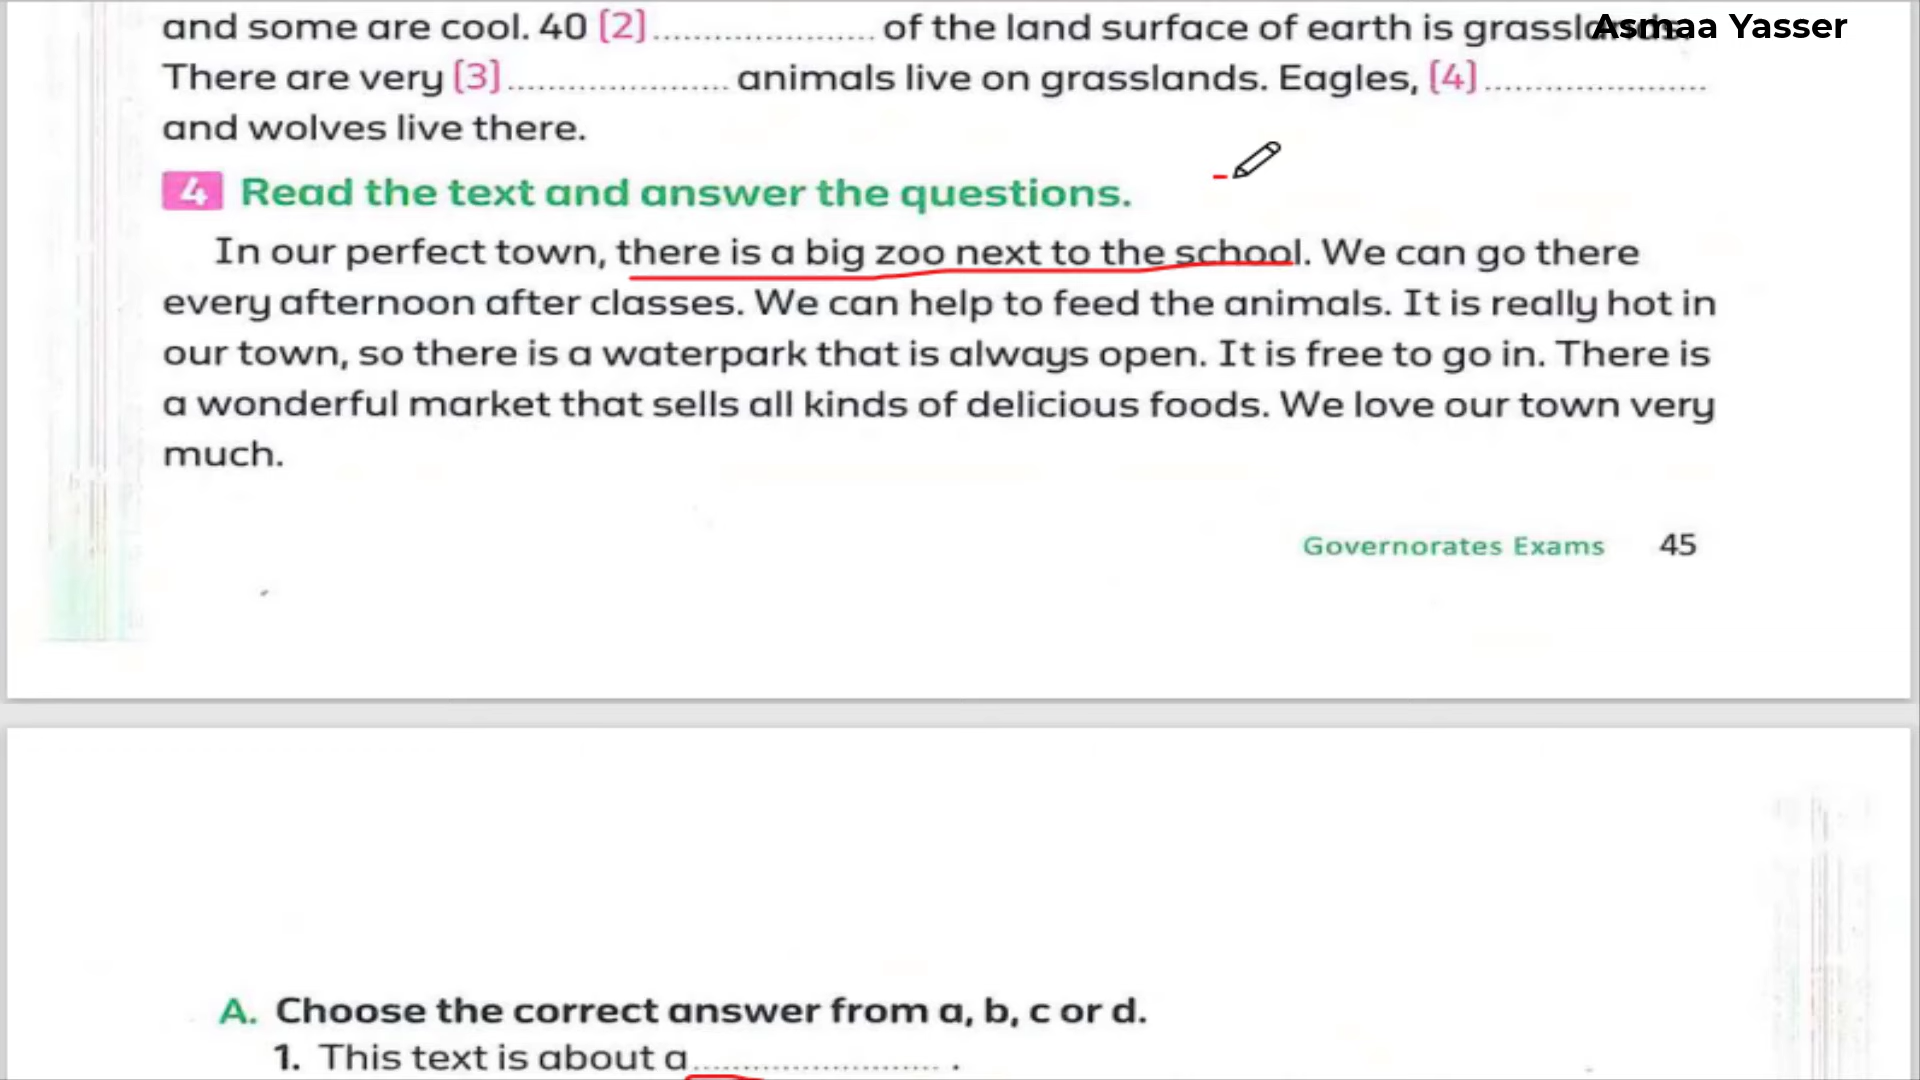 and some are cool. 40 [2]...................... of the land surface of earth is grasslands.
Asmaa Yasser
There are very [3]...................... animals live on grasslands. Eagles, [4]......................
and wolves live there.
4 Read the text and answer the questions.
In our perfect town, there is a big zoo next to the school. We can go there
every afternoon after classes. We can help to feed the animals. It is really hot in
our town, so there is a waterpark that is always open. It is free to go in. There is
a wonderful market that sells all kinds of delicious foods. We love our town very
much.
Governorates Exams 45
A. Choose the correct answer from a, b, c or d.
1. This text is about a......................... .